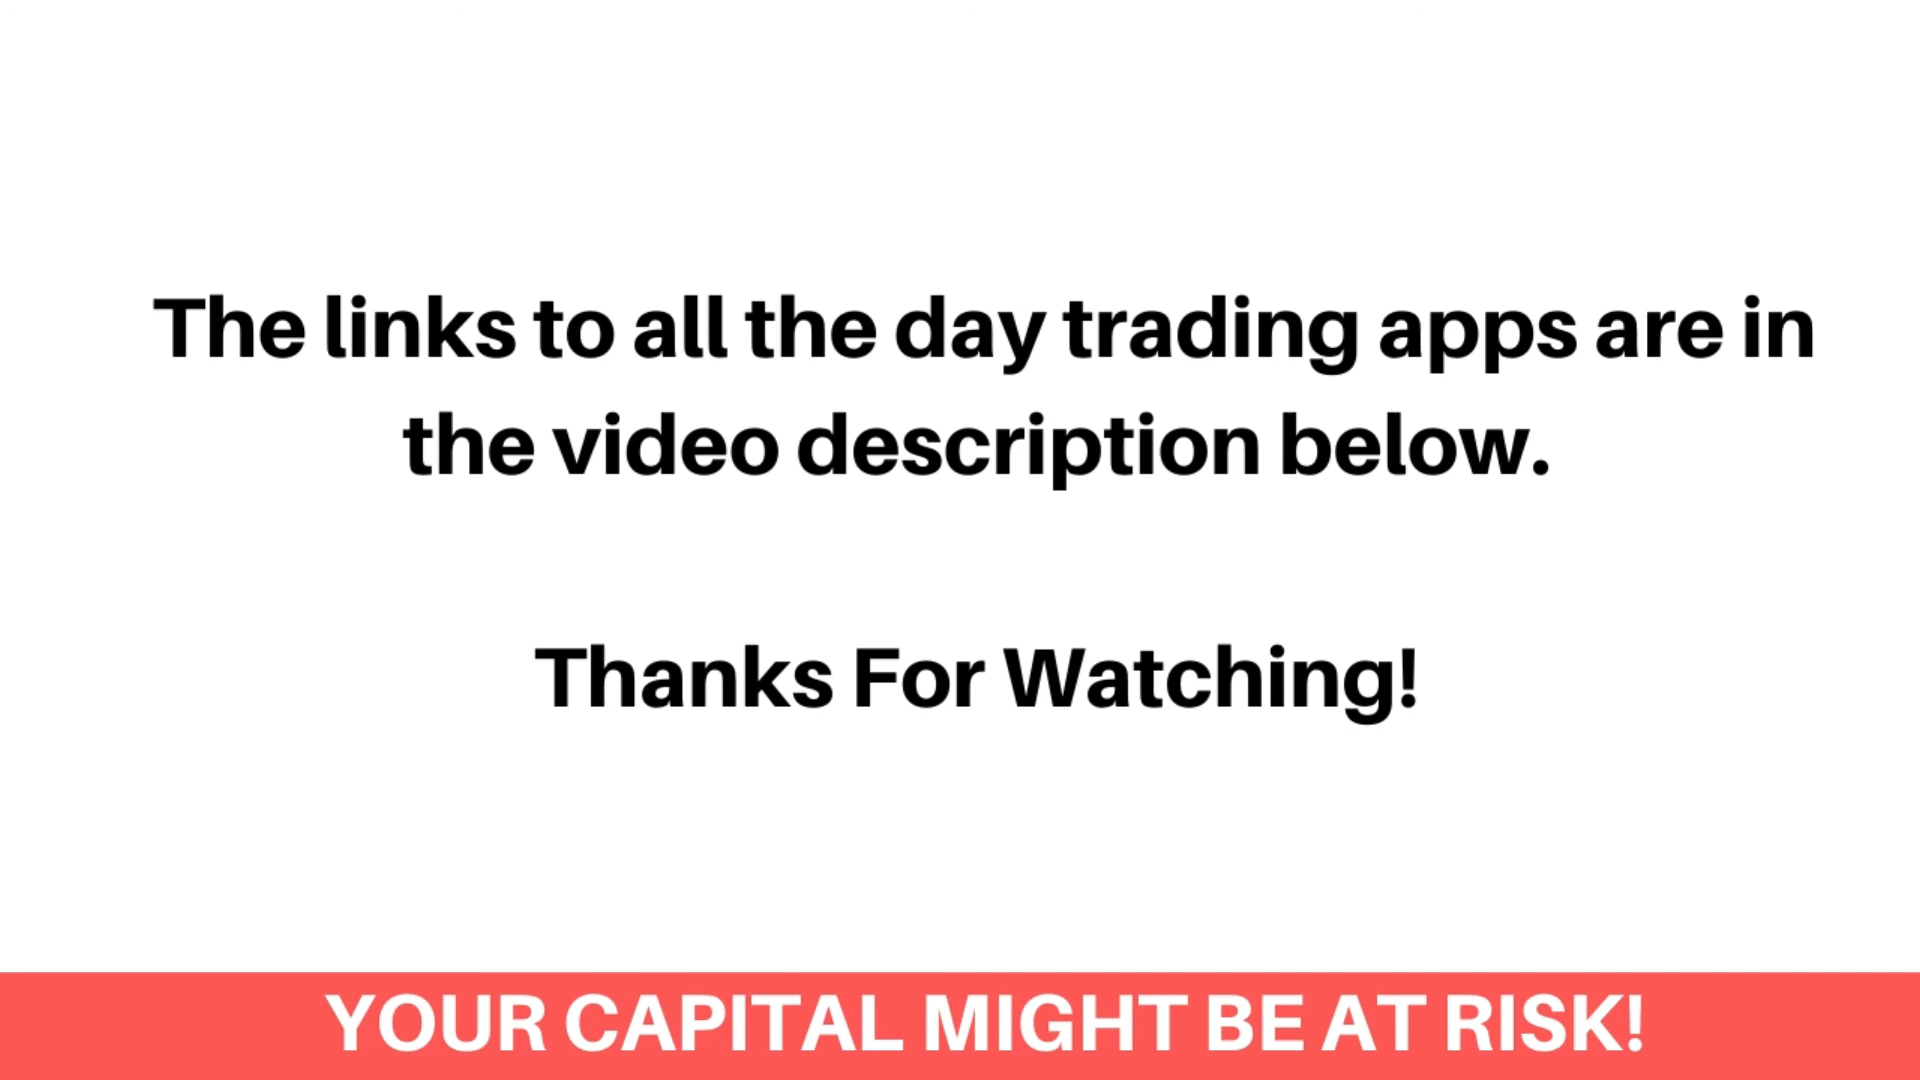 The links to all the day trading apps are in
the video description below.
Thanks For Watching!
YOUR CAPITAL MIGHT BE AT RISK!